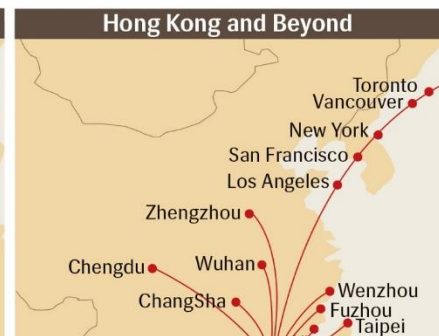 Hong Kong and Beyond
Toronto
Vancouver
New York
San Francisco
Los Angeles
Zhengzhou
Chengdu
Wuhan
ChangSha
Wenzhou
Fuzhou
Taipei